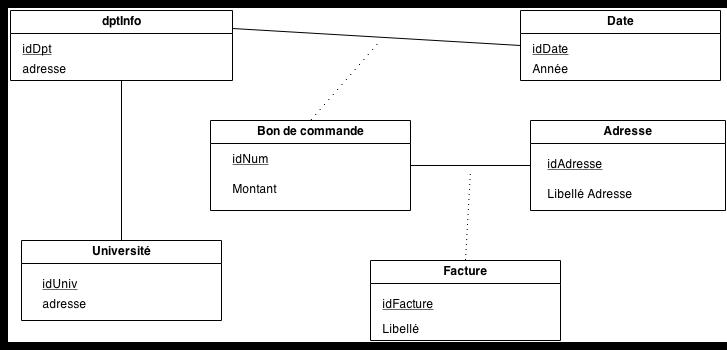 dptInfo
idDpt
adresse
Date
idDate
Année
Bon de commande
idNum
Montant
Adresse
idAdresse
Libellé Adresse
Université
idUniv
adresse
Facture
idFacture
Libellé